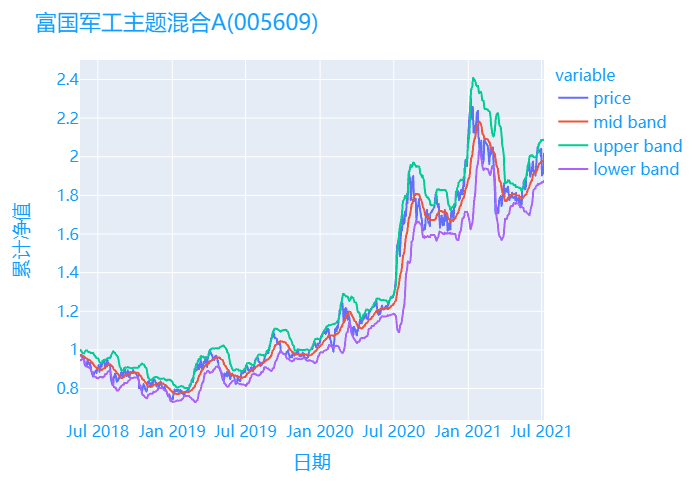 富国军工主题混合A(005609)
variable
price
mid band
upper band
lower band
2.4
2.2
2
1.8
1.6
1.4
1.2
1
0.8
累计净值
Jul 2018 Jan 2019 Jul 2019 Jan 2020 Jul 2020 Jan 2021 Jul 2021
日期